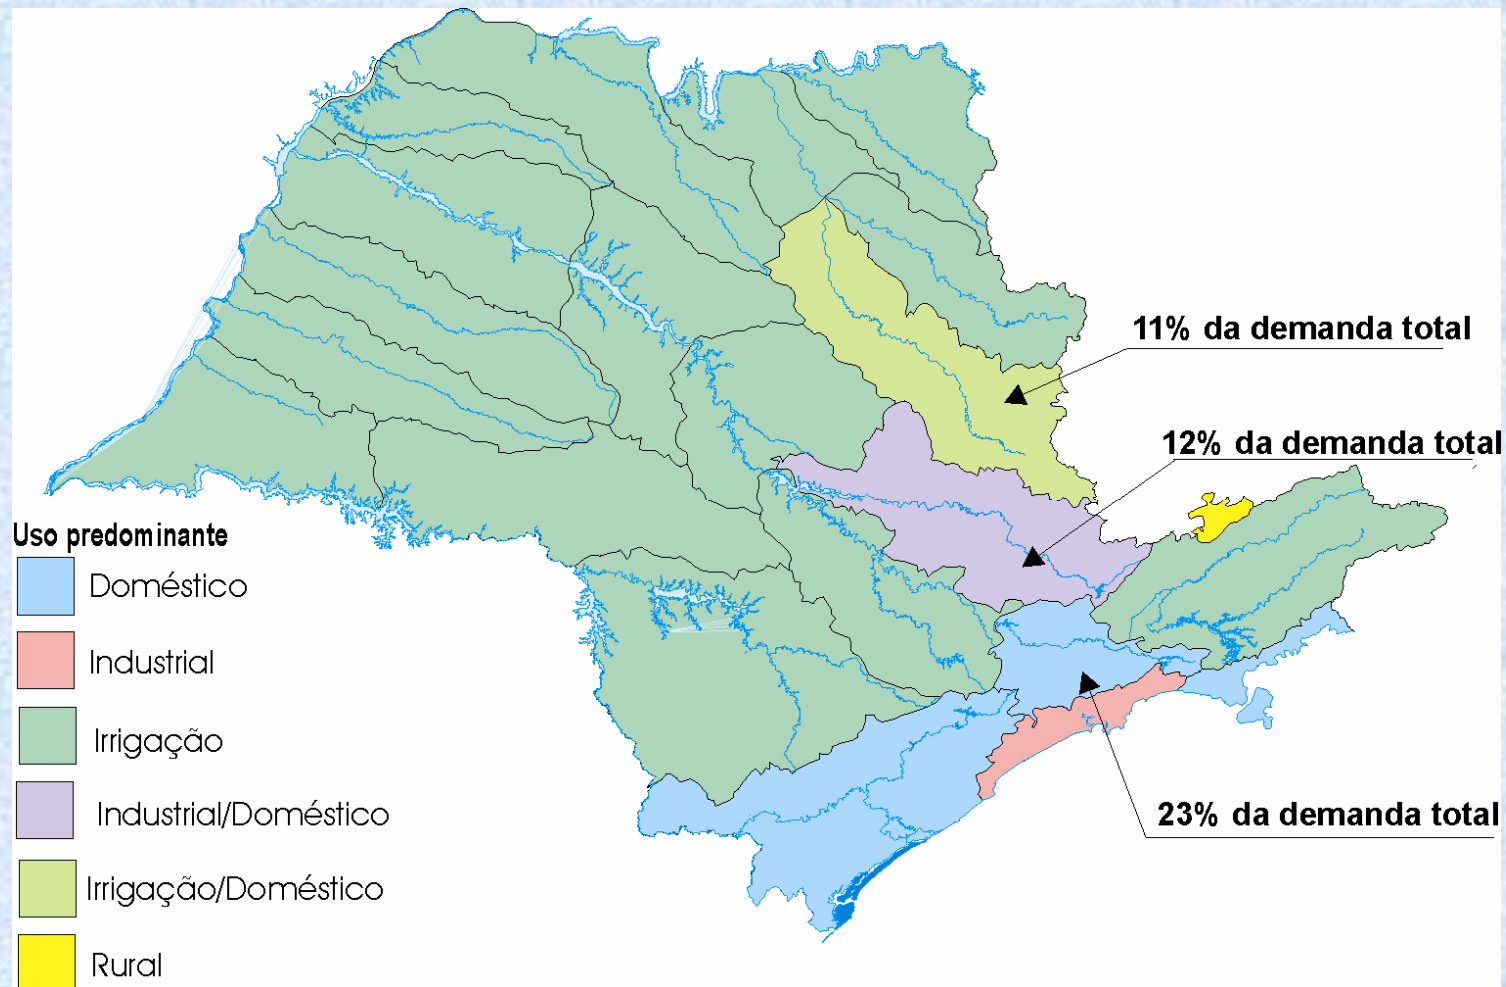 11% da demanda total
12% da demanda total
23% da demanda total
Uso predominante
Doméstico
Industrial
Irrigação
Industrial/Doméstico
Irrigação/Doméstico
Rural